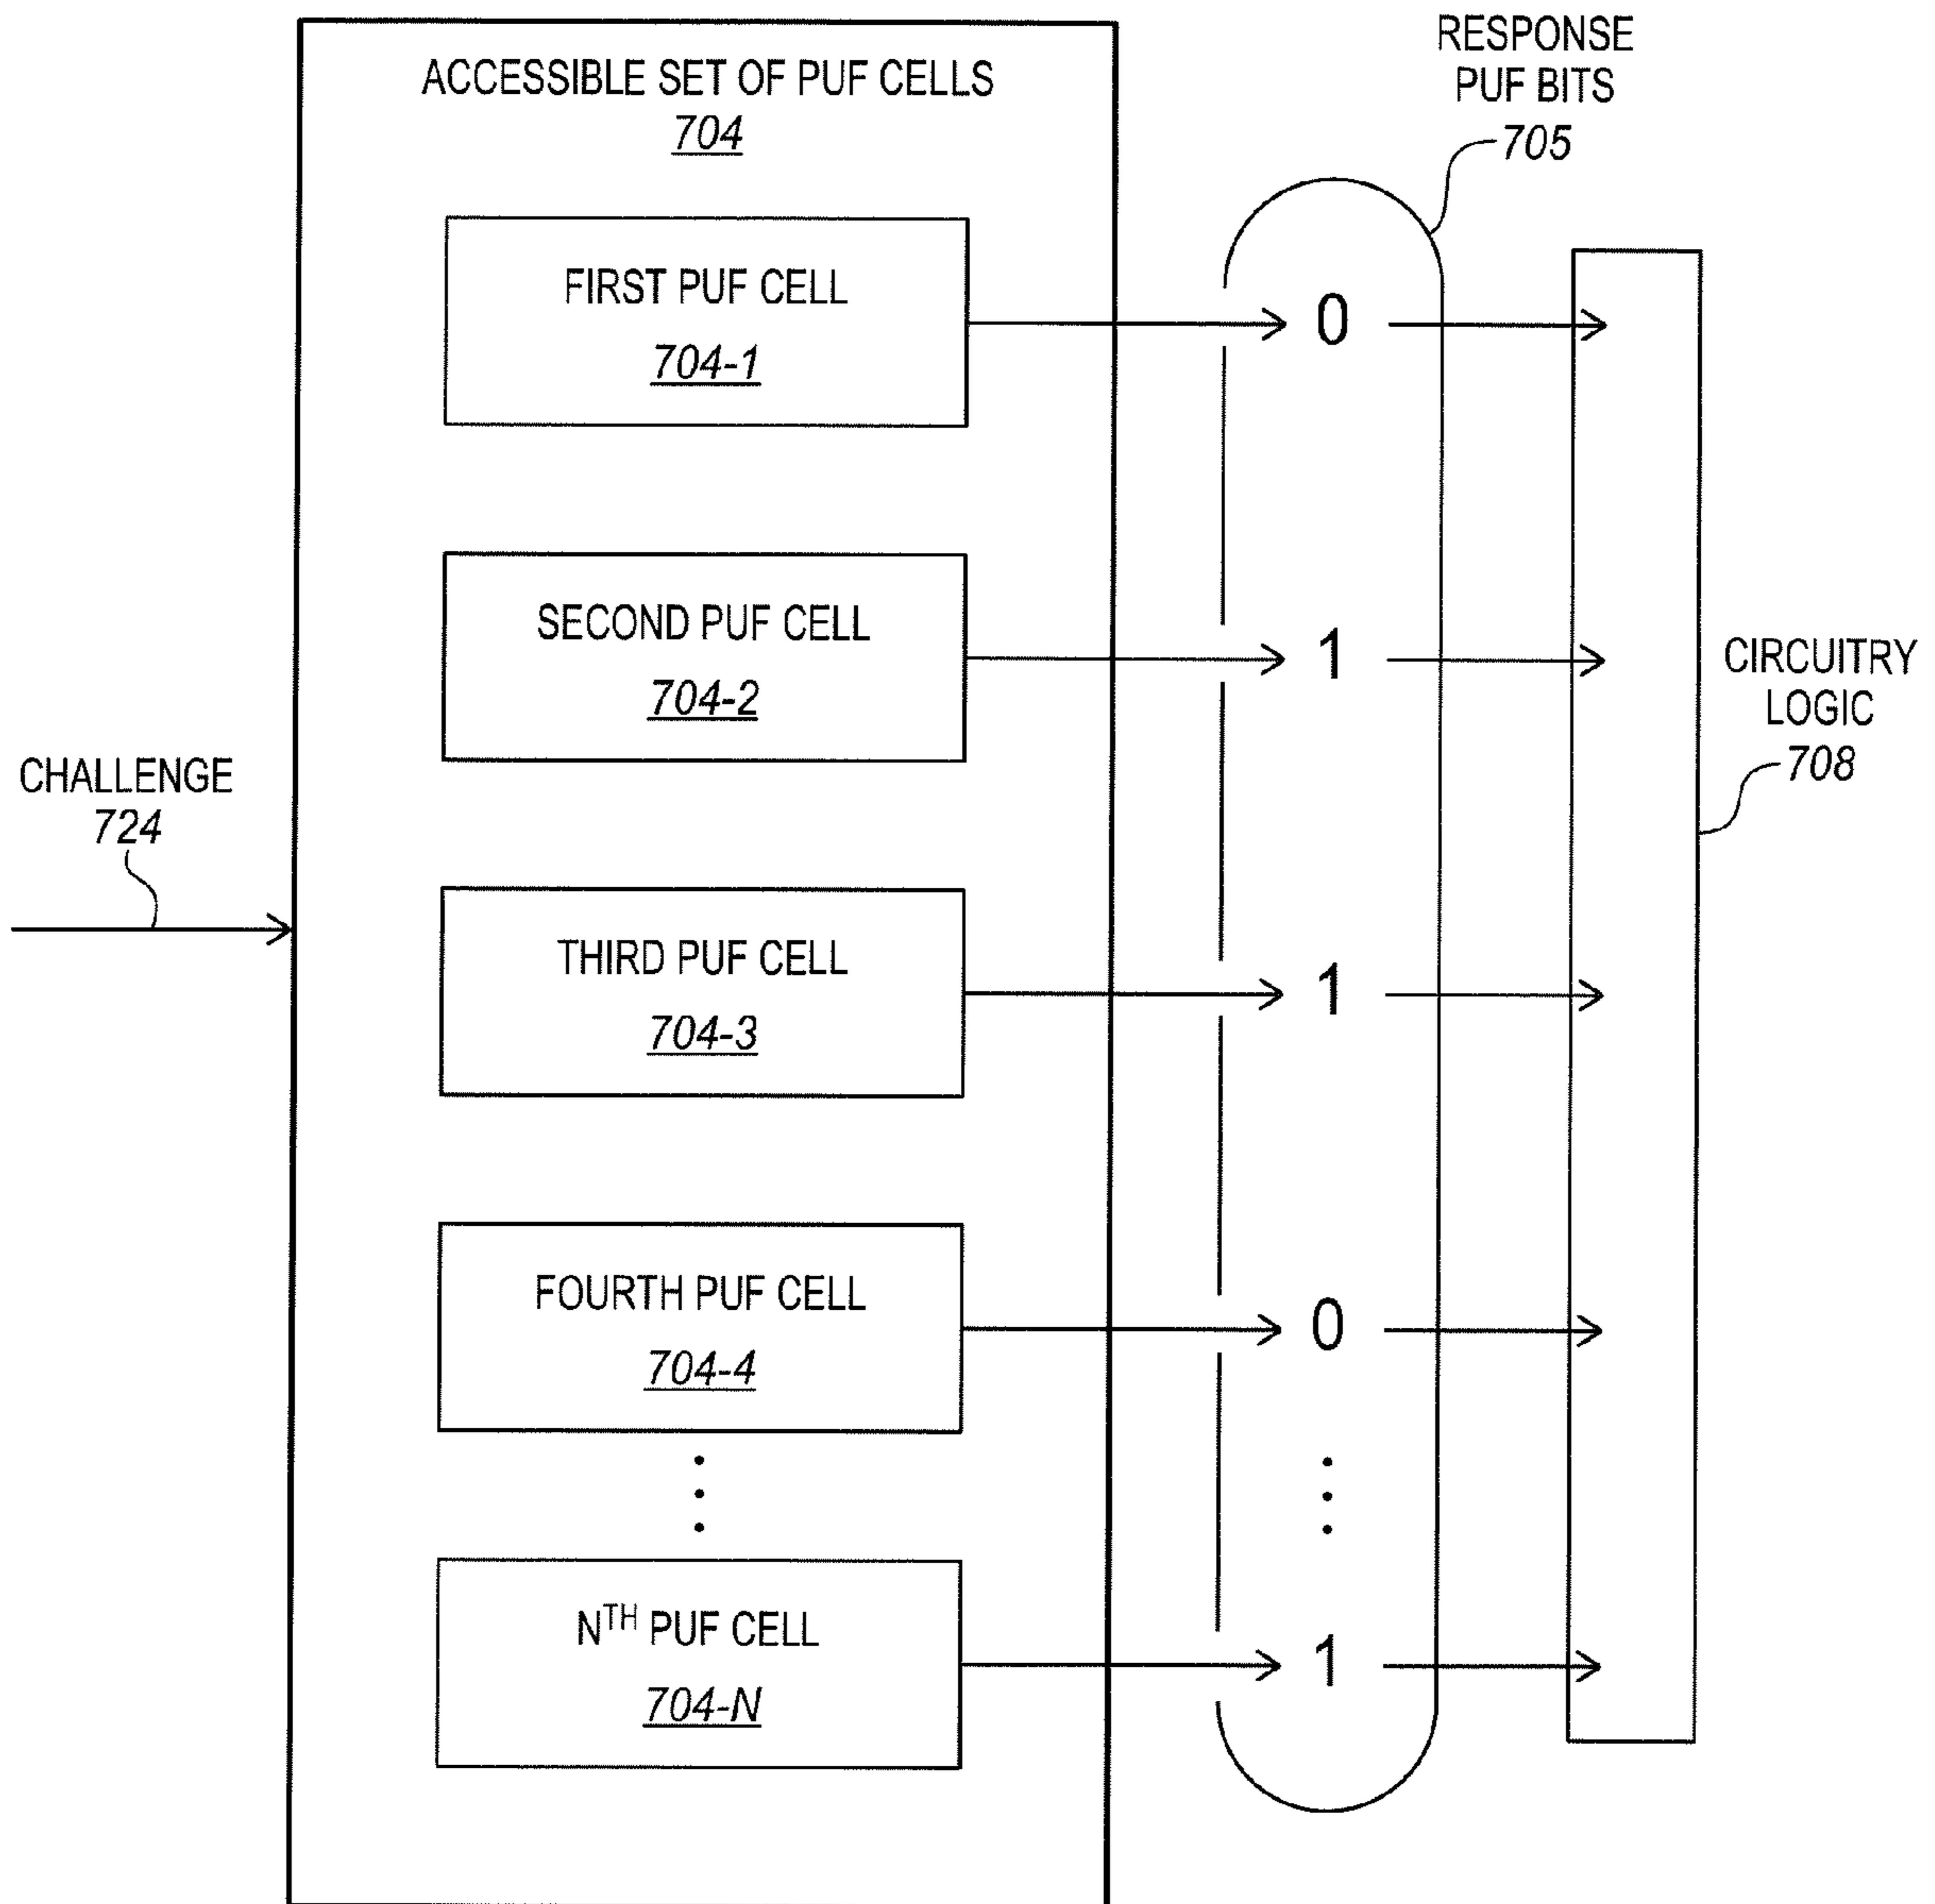 ACCESSIBLE SET OF PUF CELLS
704
RESPONSE
PUF BITS
705
FIRST PUF CELL
704-1
0
SECOND PUF CELL
704-2
1
CIRCUITRY
LOGIC
708
CHALLENGE
724
THIRD PUF CELL
704-3
1
FOURTH PUF CELL
704-4
0
NTH PUF CELL
704-N
1